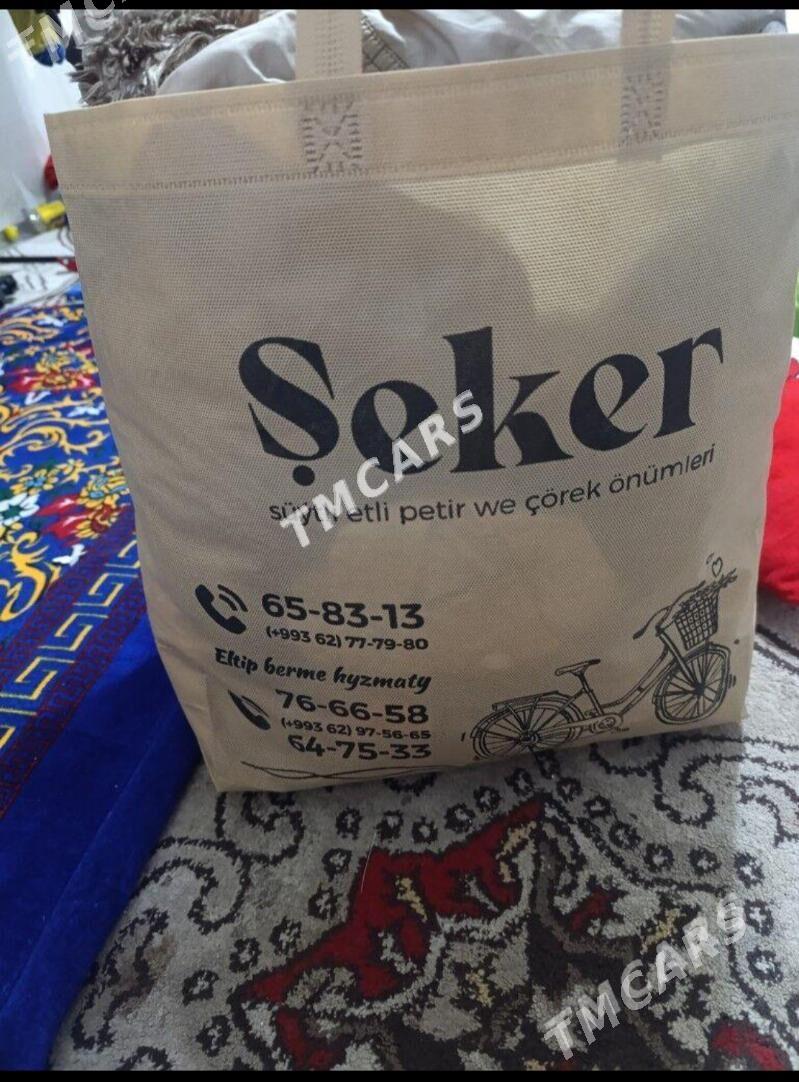 TMCARS
Şeker
etli petir we çörek önümleri
TMCARS
65-83-13
(+993 62) 77-79-80
Eltip berme hyzmaty
76-66-58
(+993 62) 97-56-65
64-75-33
TMCARS